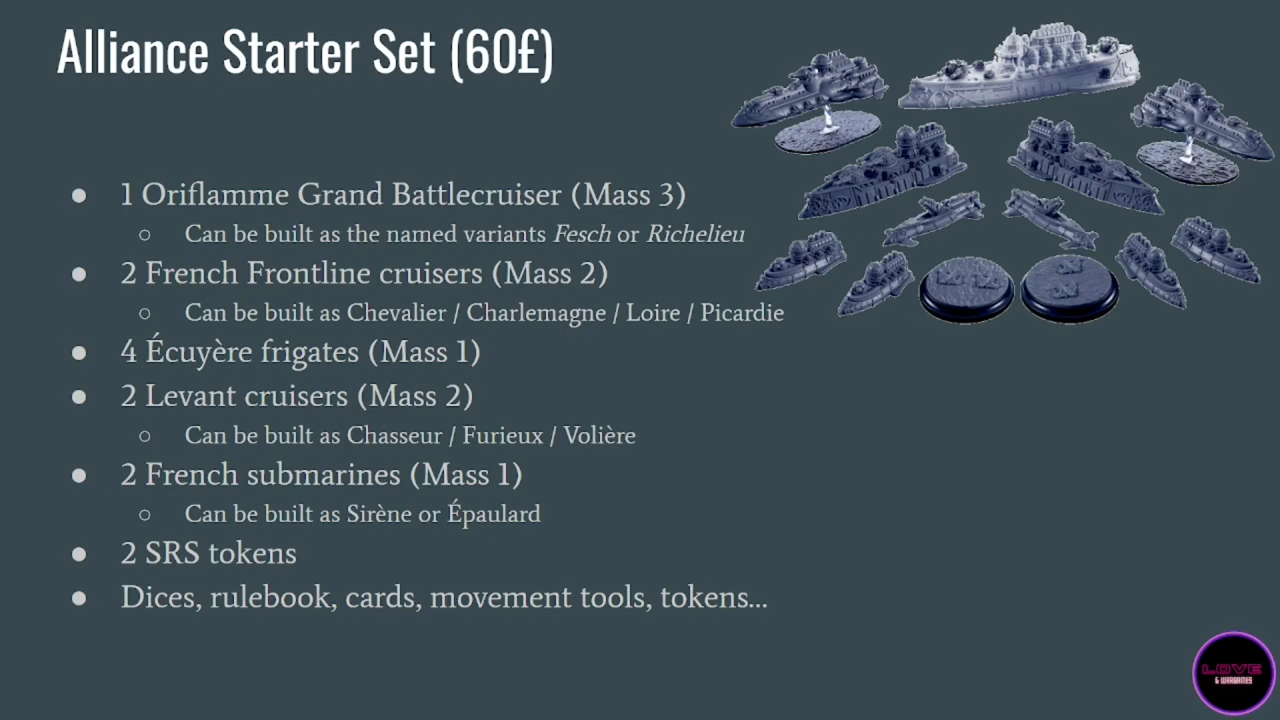 Alliance Starter Set (60£)
● 1 Oriflamme Grand Battlecruiser (Mass 3)
○ Can be built as the named variants Fesch or Richelieu
● 2 French Frontline cruisers (Mass 2)
○ Can be built as Chevalier / Charlemagne / Loire / Picardie
● 4 Écuyère frigates (Mass 1)
● 2 Levant cruisers (Mass 2)
○ Can be built as Chasseur / Furieux / Volière
● 2 French submarines (Mass 1)
○ Can be built as Sirène or Épaulard
● 2 SRS tokens
● Dices, rulebook, cards, movement tools, tokens...
LOVE
& WARGAMES